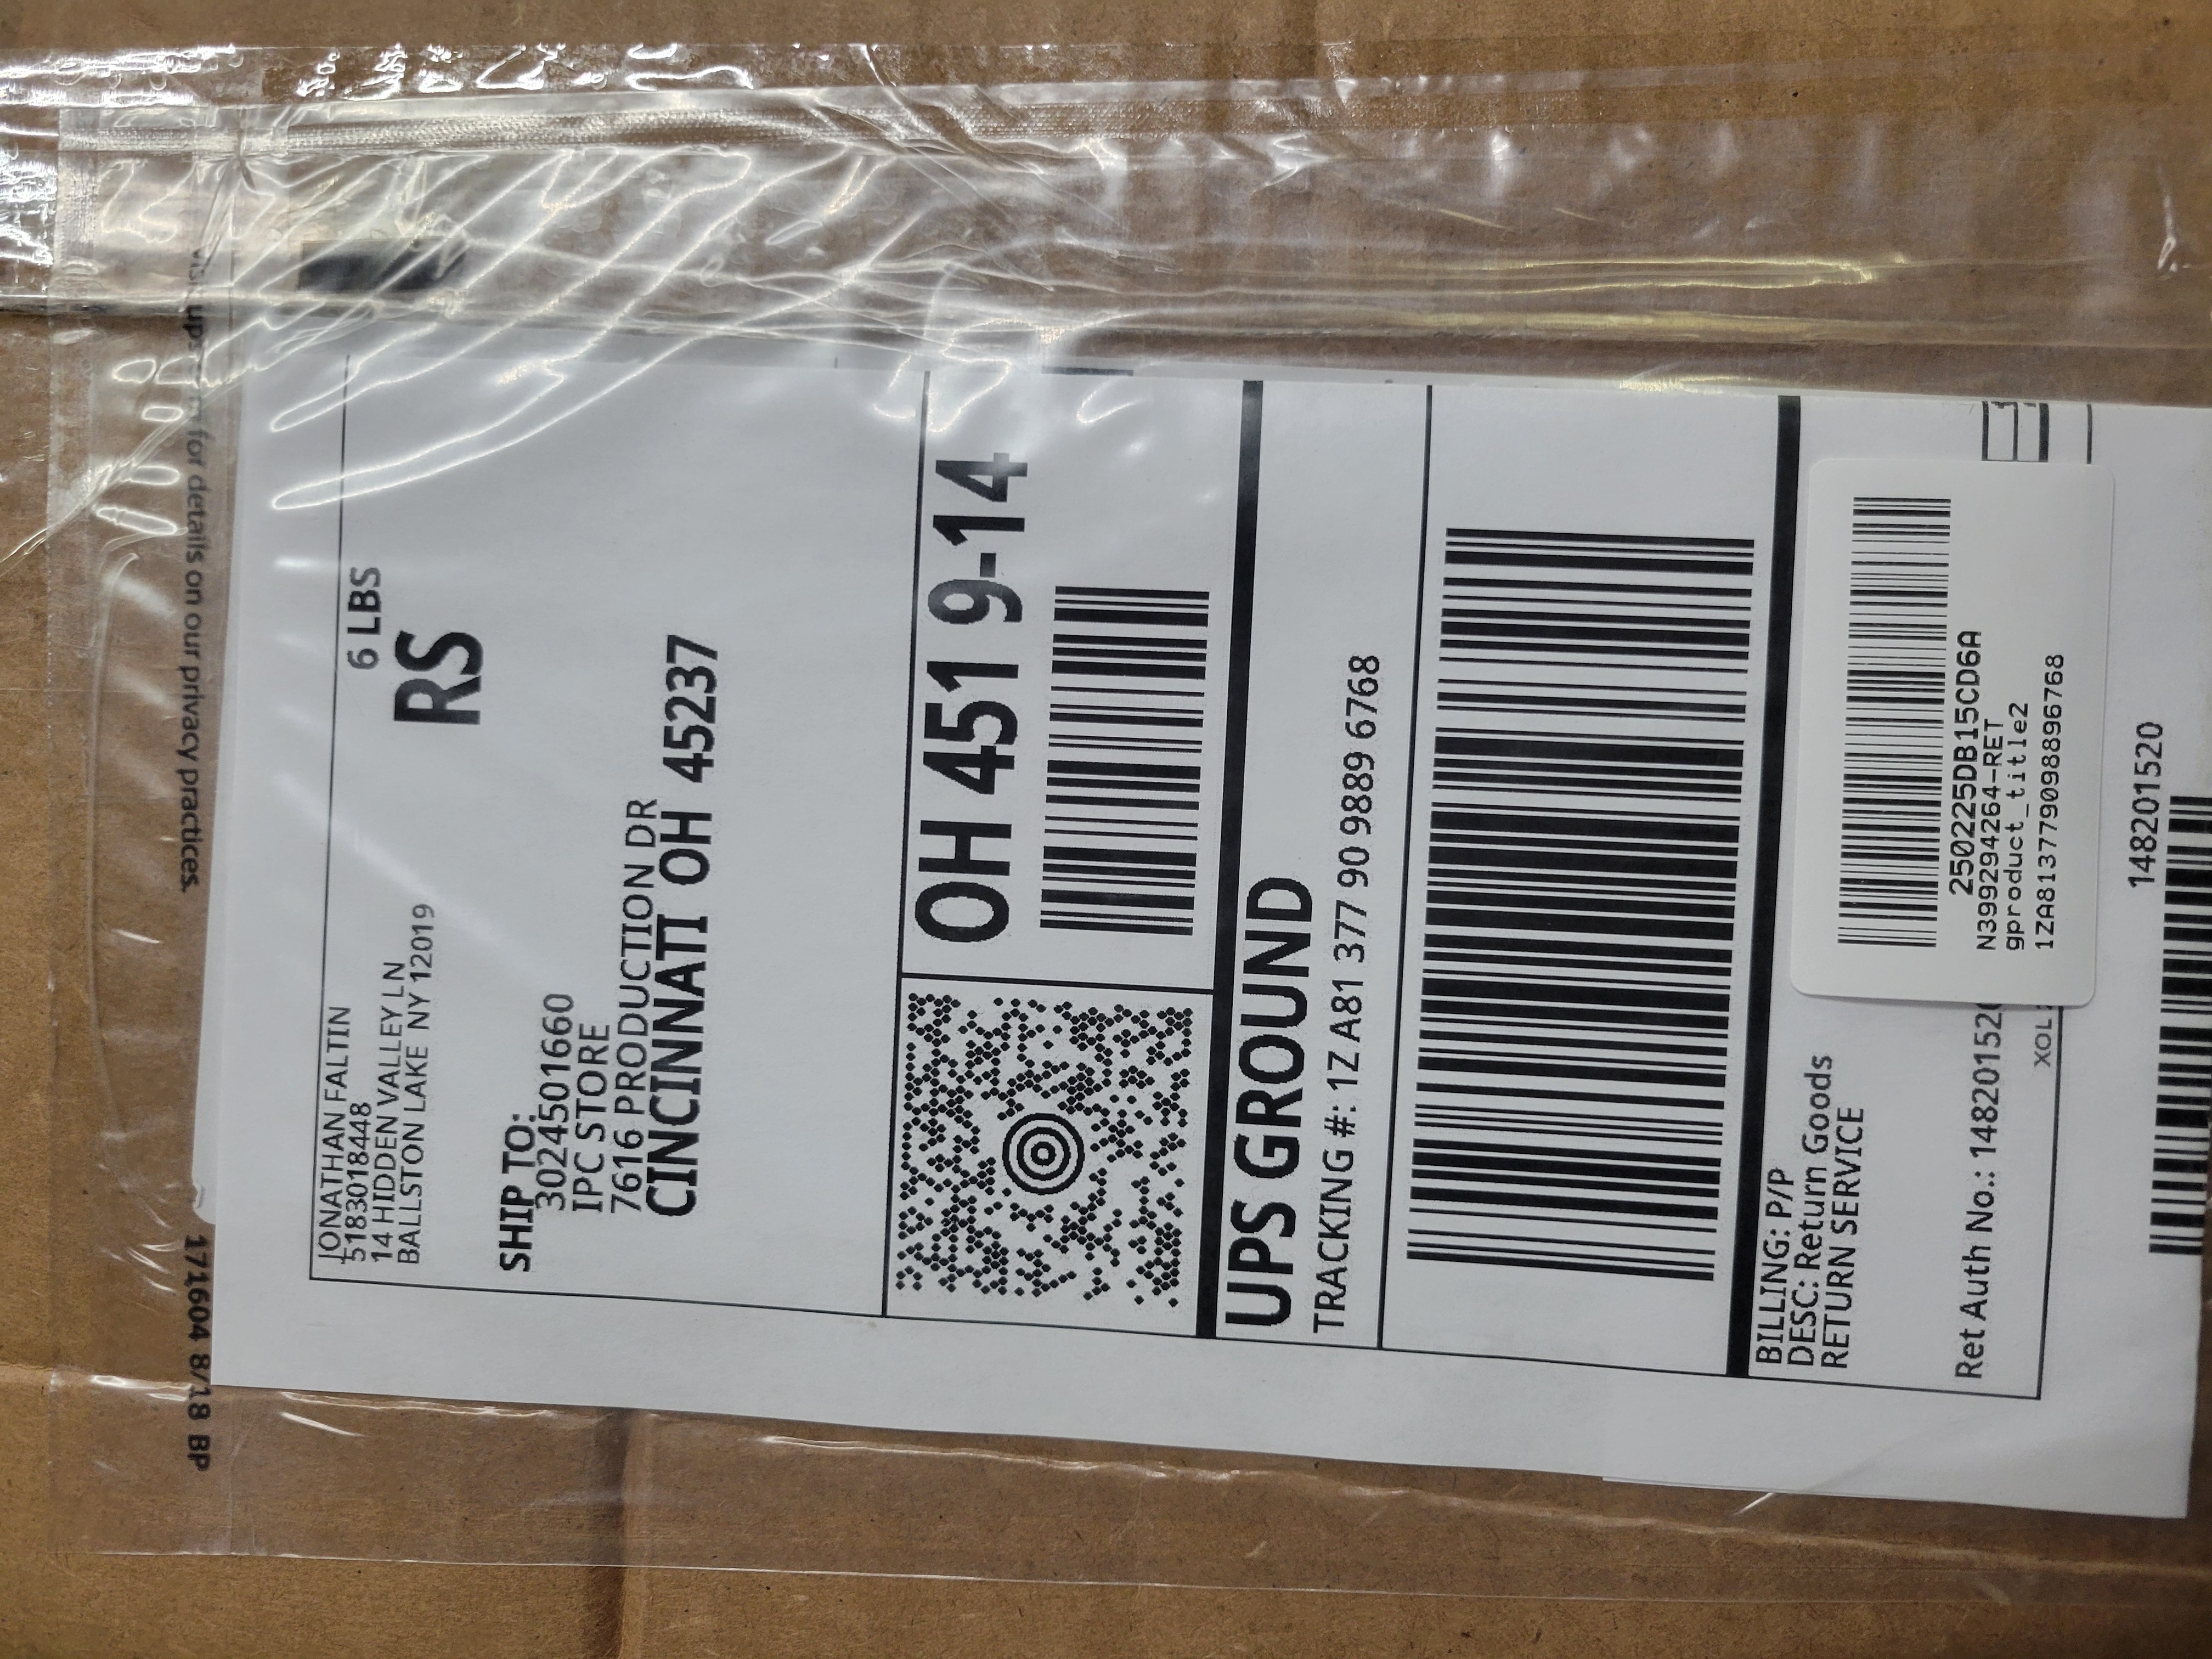 for details on our privacy practices.
171604 8/18 BP
JONATHAN FALTIN
5183018448
14 HIDDEN VALLEY LN
BALLSTON LAKE NY 12019
6 LBS
RS
SHIP TO:
3024501660
IPC STORE
7616 PRODUCTION DR
CINCINNATI OH 45237
OH 451 9-14
UPS GROUND
TRACKING #: 1Z A81 377 90 9889 6768
BILLING: P/P
DESC: Return Goods
RETURN SERVICE
Ret Auth No.: 148201520
XOL
2502225DB15CD6A
N399294264-RET
gproduct_title2
1ZA813779098896768
148201520